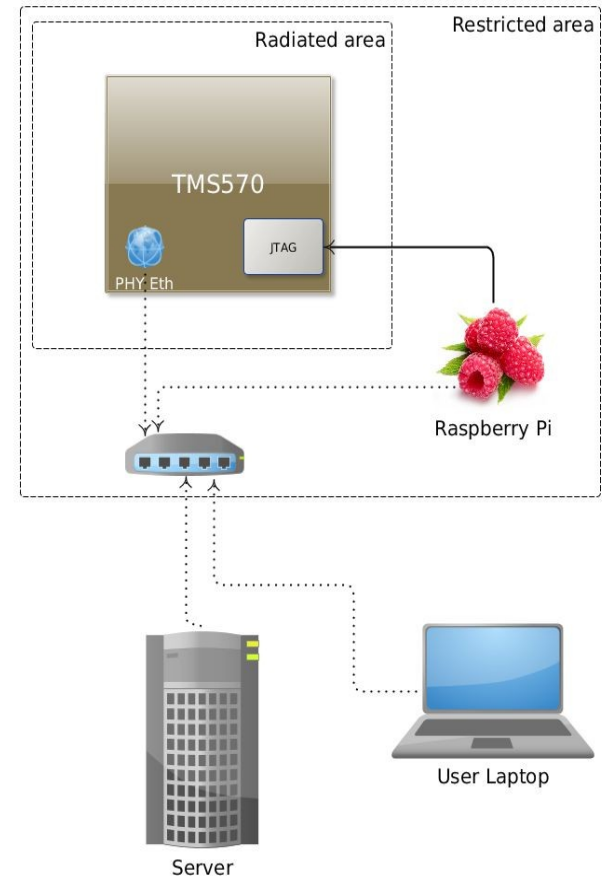 Restricted area
Radiated area
TMS570
JTAG
PHY Eth
Raspberry Pi
User Laptop
Server